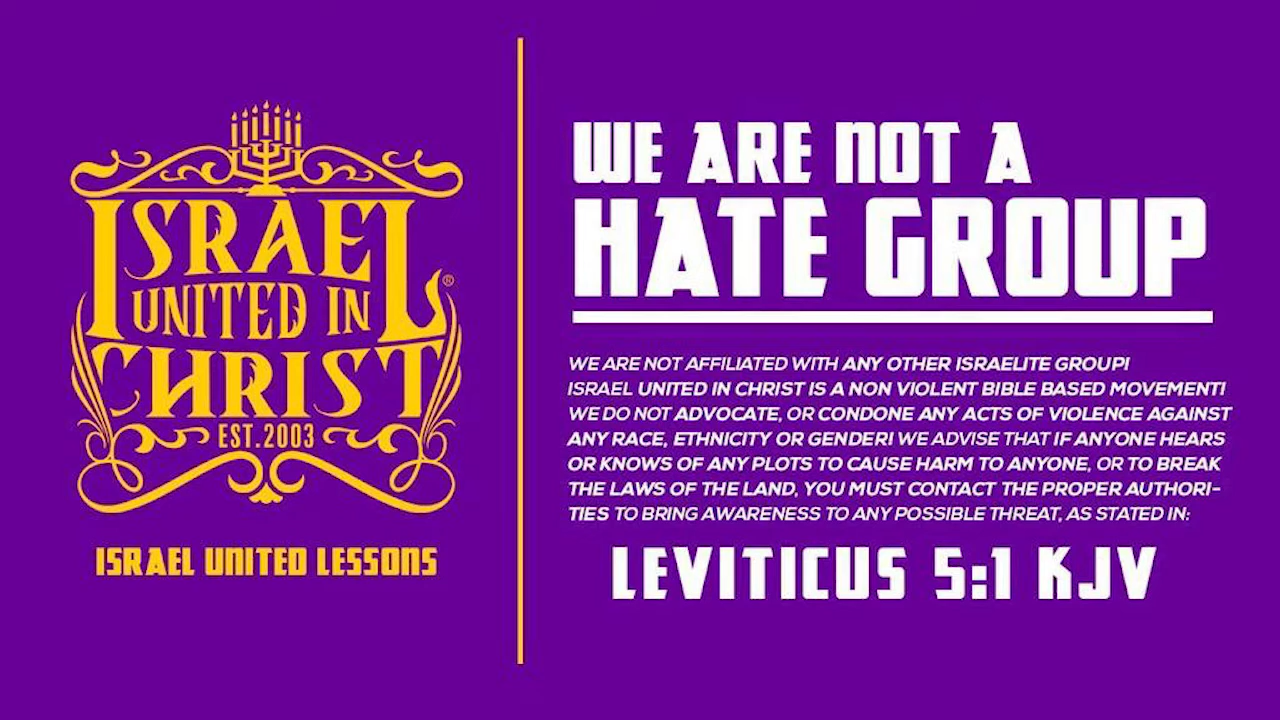 ISRAEL
UNITED IN
CHRIST
EST.2003
ISRAEL UNITED LESSONS
WE ARE NOT A
HATE GROUP
WE ARE NOT AFFILIATED WITH ANY OTHER ISRAELITE GROUP!
ISRAEL UNITED IN CHRIST IS A NON VIOLENT BIBLE BASED MOVEMENT!
WE DO NOT ADVOCATE, OR CONDONE ANY ACTS OF VIOLENCE AGAINST
ANY RACE, ETHNICITY OR GENDER! WE ADVISE THAT IF ANYONE HEARS
OR KNOWS OF ANY PLOTS TO CAUSE HARM TO ANYONE, OR TO BREAK
THE LAWS OF THE LAND, YOU MUST CONTACT THE PROPER AUTHORI-
TIES TO BRING AWARENESS TO ANY POSSIBLE THREAT, AS STATED IN:
LEVITICUS 5:1 KJV